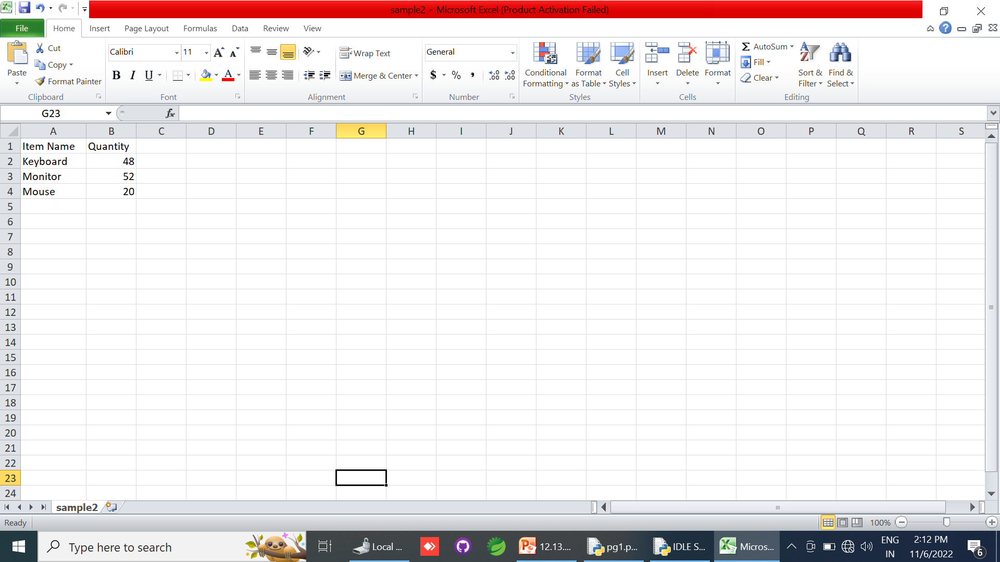 sample2 - Microsoft Excel (Product Activation Failed)
File Home Insert Page Layout Formulas Data Review View
Paste
Cut
Copy
Format Painter
Clipboard
Calibri 11
B I U
Font
Wrap Text
Merge & Center
Alignment
General
$ % ,
Number
Conditional Formatting
Format as Table
Cell Styles
Styles
Insert Delete Format
Cells
AutoSum
Fill
Clear
Sort & Filter
Find & Select
Editing
G23
fx
A B C D E F G H I J K L M N O P Q R S
1 Item Name Quantity
2 Keyboard 48
3 Monitor 52
4 Mouse 20
5
6
7
8
9
10
11
12
13
14
15
16
17
18
19
20
21
22
23
24
sample2
Ready 100%
Type here to search
Local ...
12.13....
pg1.p...
IDLE S...
Micros...
ENG
IN
2:12 PM
11/6/2022
6